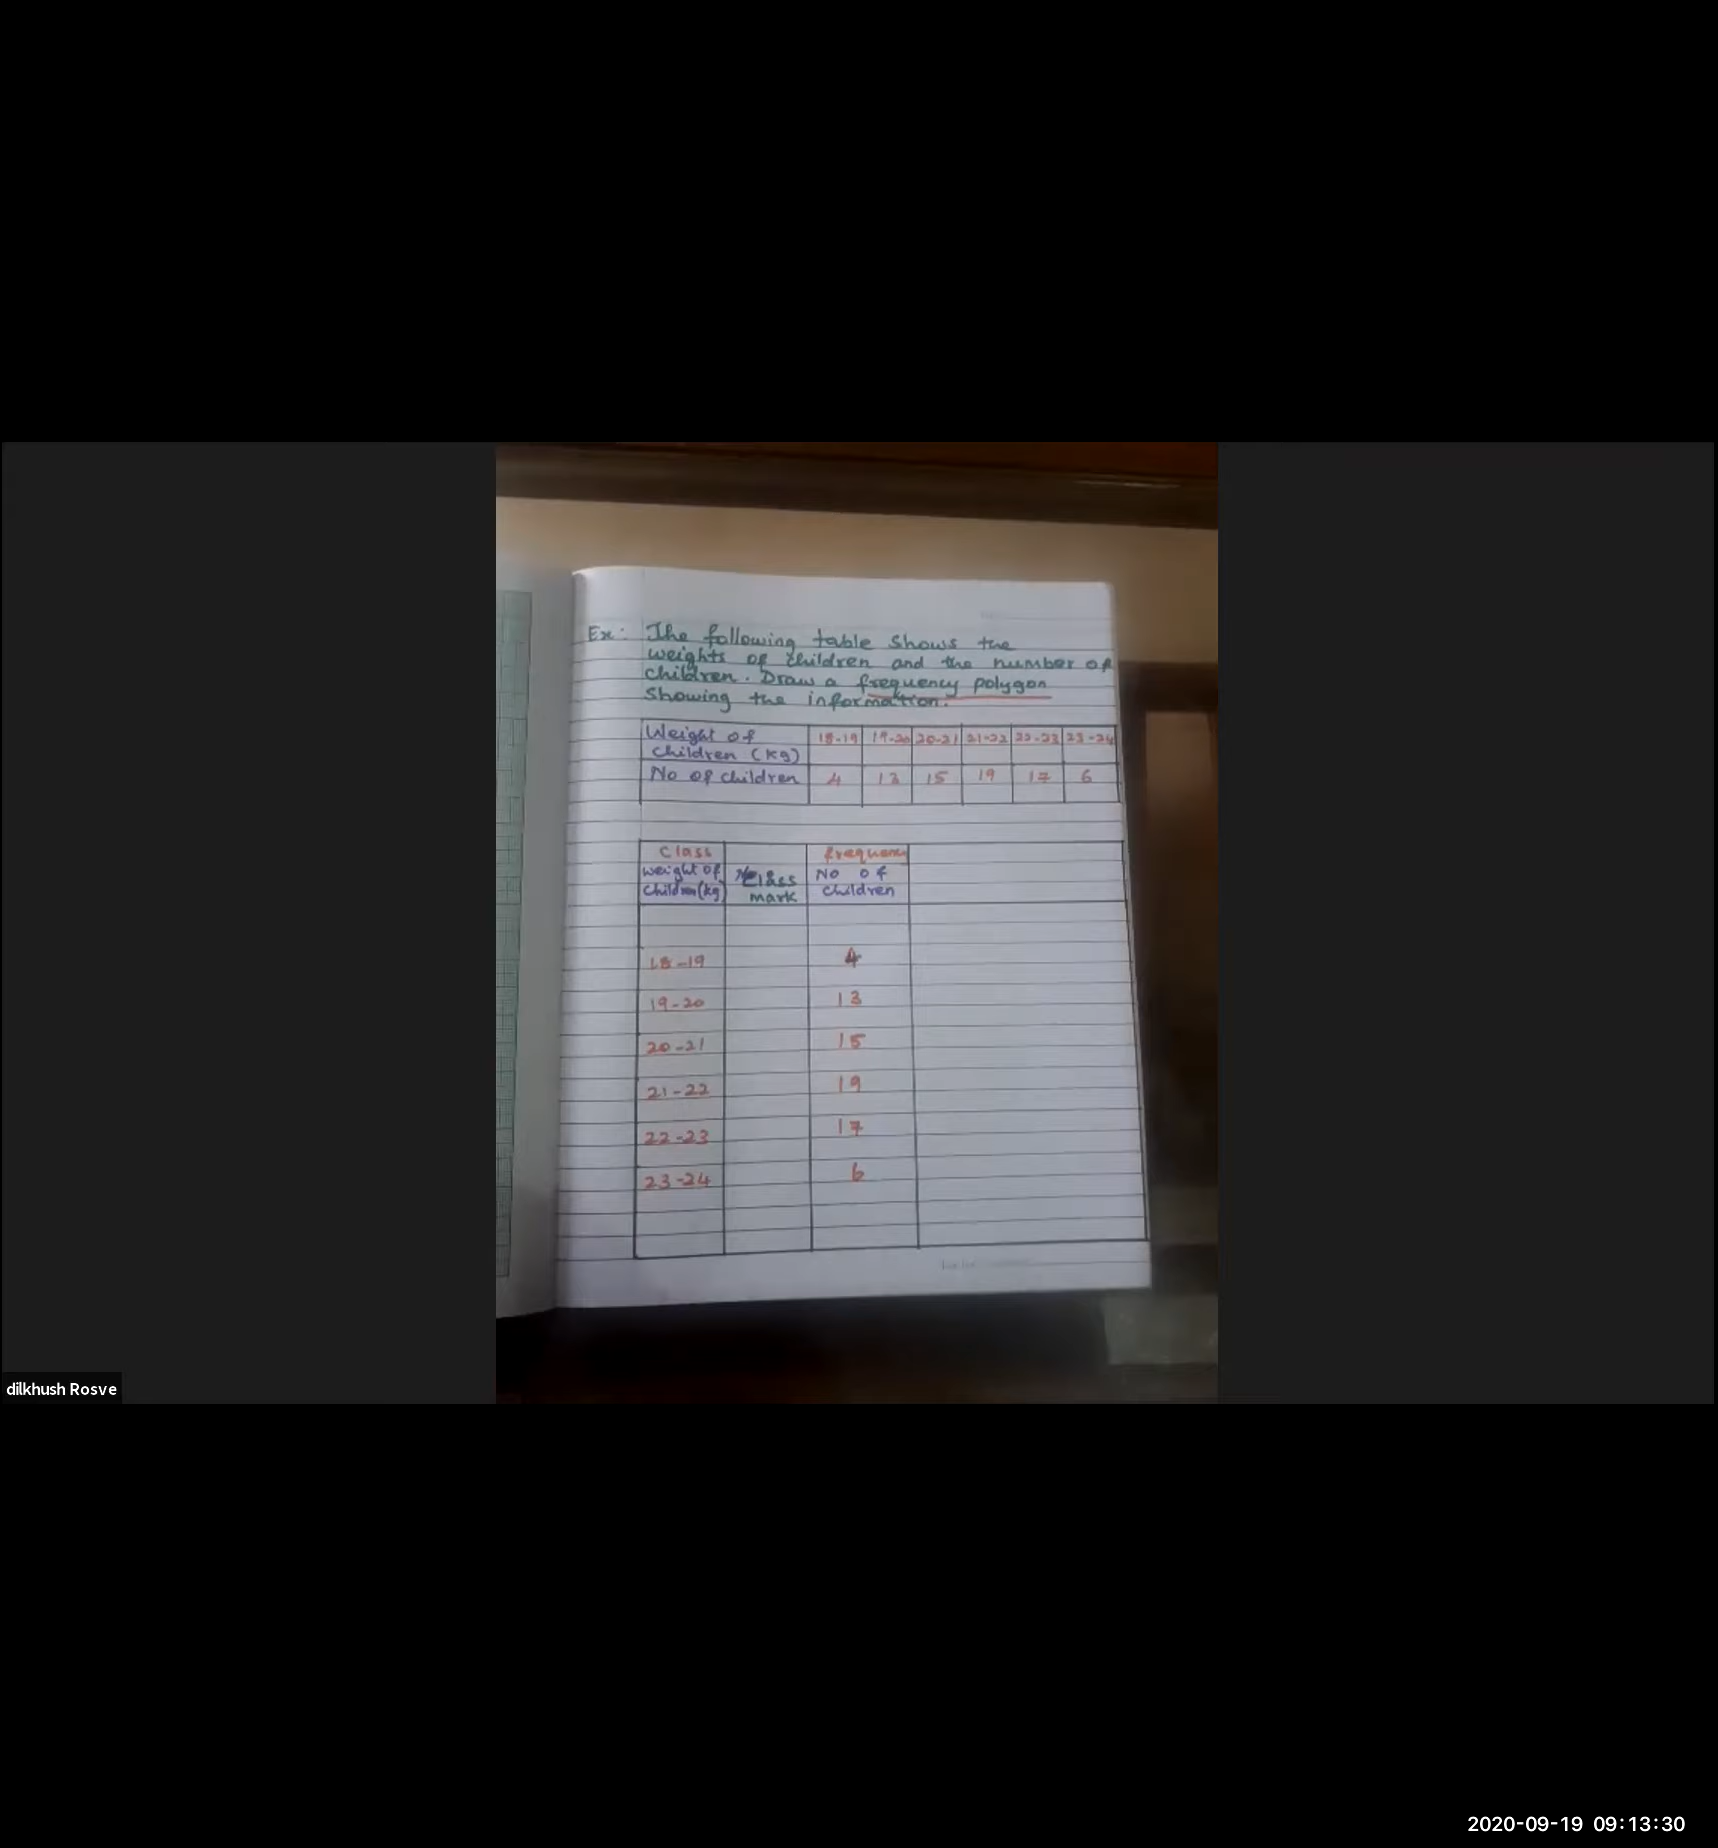 Ex: The following table shows the
weights of children and the number of
children. Draw a frequency polygon
showing the information.
Weight of children (kg) 18-19 19-20 20-21 21-22 22-23 23-24
No of children 4 13 15 19 17 6
Class frequency
weight of Class No of
children(kg) mark children
18-19 4
19-20 13
20-21 15
21-22 19
22-23 17
23-24 6
dilkhush Rosve
2020-09-19 09:13:30